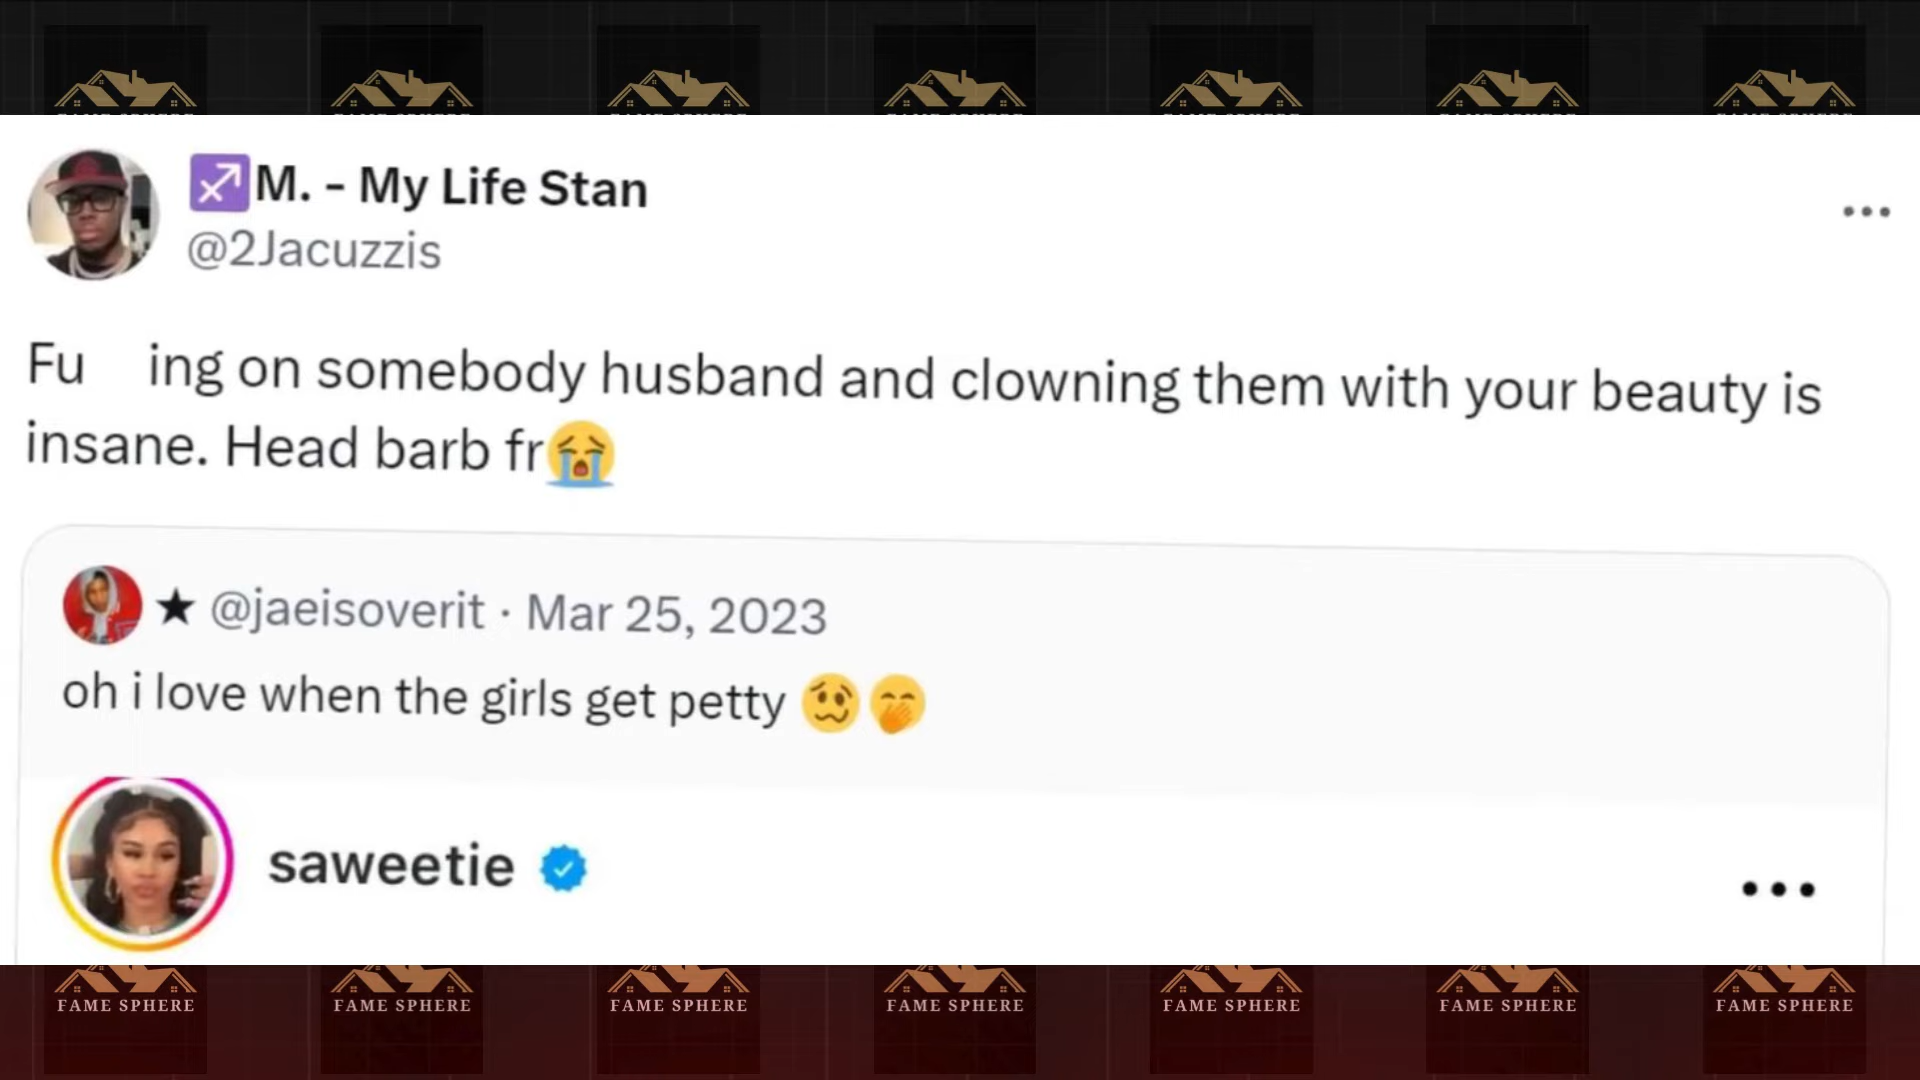 ♐M. - My Life Stan
@2Jacuzzis
Fu ing on somebody husband and clowning them with your beauty is
insane. Head barb fr😭
★ @jaeisoverit · Mar 25, 2023
oh i love when the girls get petty 🥴🤭
saweetie
FAME SPHERE FAME SPHERE FAME SPHERE FAME SPHERE FAME SPHERE FAME SPHERE FAME SPHERE